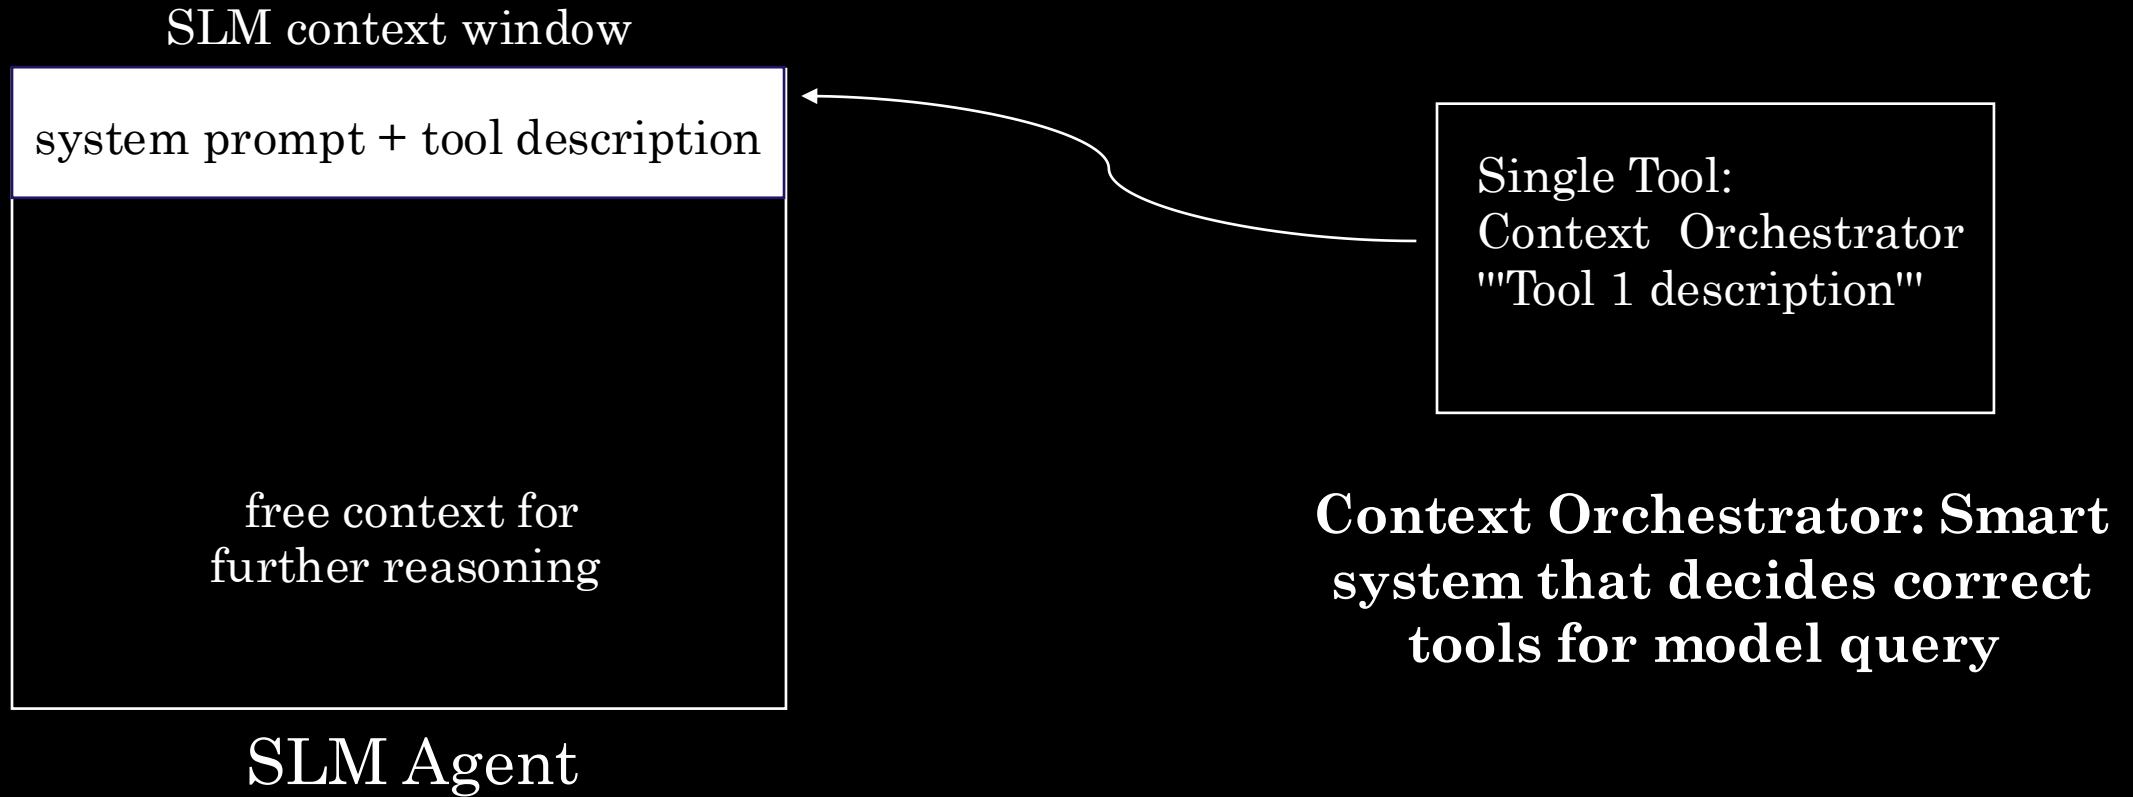 SLM context window
system prompt + tool description
free context for
further reasoning
SLM Agent
Single Tool:
Context Orchestrator
'''Tool 1 description'''
Context Orchestrator: Smart
system that decides correct
tools for model query